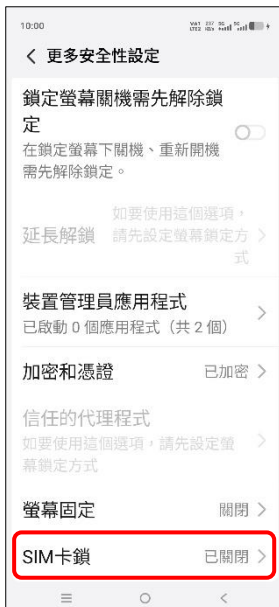 10:00
更多安全性設定
鎖定螢幕關機需先解除鎖
定
在鎖定螢幕下關機、重新開機
需先解除鎖定。
如要使用這個選項，
延長解鎖 請先設定螢幕鎖定方
式
裝置管理員應用程式
已啟動 0 個應用程式（共 2 個）
加密和憑證 已加密
信任的代理程式
如要使用這個選項，請先設定螢
幕鎖定方式
螢幕固定 關閉
SIM卡鎖 已關閉